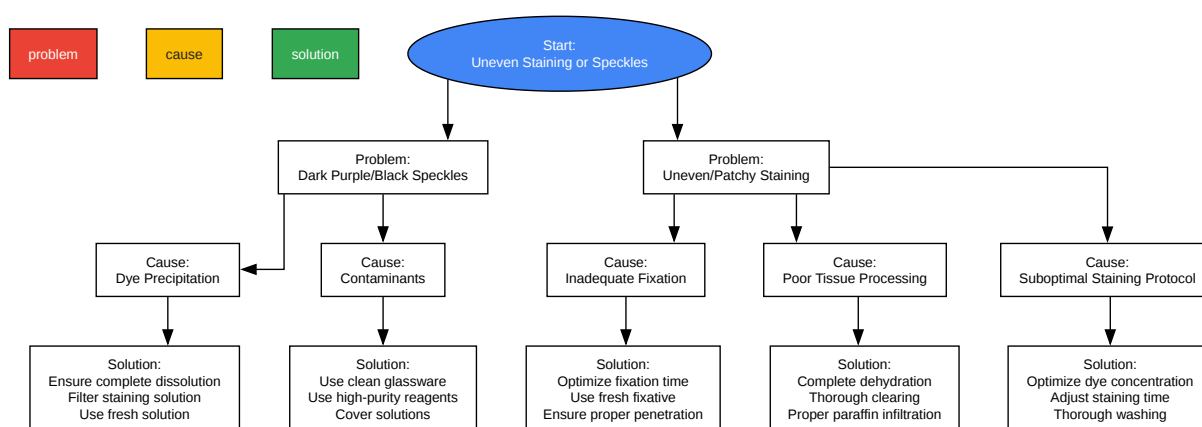 problem
cause
solution
Start:
Uneven Staining or Speckles
Problem:
Dark Purple/Black Speckles
Problem:
Uneven/Patchy Staining
Cause:
Dye Precipitation
Cause:
Contaminants
Cause:
Inadequate Fixation
Cause:
Poor Tissue Processing
Cause:
Suboptimal Staining Protocol
Solution:
Ensure complete dissolution
Filter staining solution
Use fresh solution
Solution:
Use clean glassware
Use high-purity reagents
Cover solutions
Solution:
Optimize fixation time
Use fresh fixative
Ensure proper penetration
Solution:
Complete dehydration
Thorough clearing
Proper paraffin infiltration
Solution:
Optimize dye concentration
Adjust staining time
Thorough washing